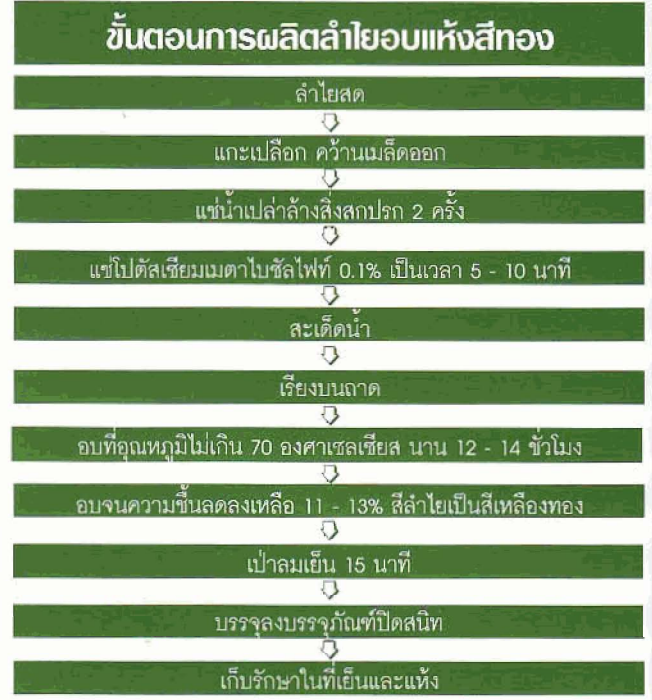 ขั้นตอนการผลิตลำไยอบแห้งสีทอง
ลำไยสด
แกะเปลือก คว้านเมล็ดออก
แช่น้ำเปล่าล้างสิ่งสกปรก 2 ครั้ง
แช่โปตัสเซียมเมตาไบซัลไฟท์ 0.1% เป็นเวลา 5 - 10 นาที
สะเด็ดน้ำ
เรียงบนถาด
อบที่อุณหภูมิไม่เกิน 70 องศาเซลเซียส นาน 12 - 14 ชั่วโมง
อบจนความชื้นลดลงเหลือ 11 - 13% สีลำไยเป็นสีเหลืองทอง
เป่าลมเย็น 15 นาที
บรรจุลงบรรจุภัณฑ์ปิดสนิท
เก็บรักษาในที่เย็นและแห้ง